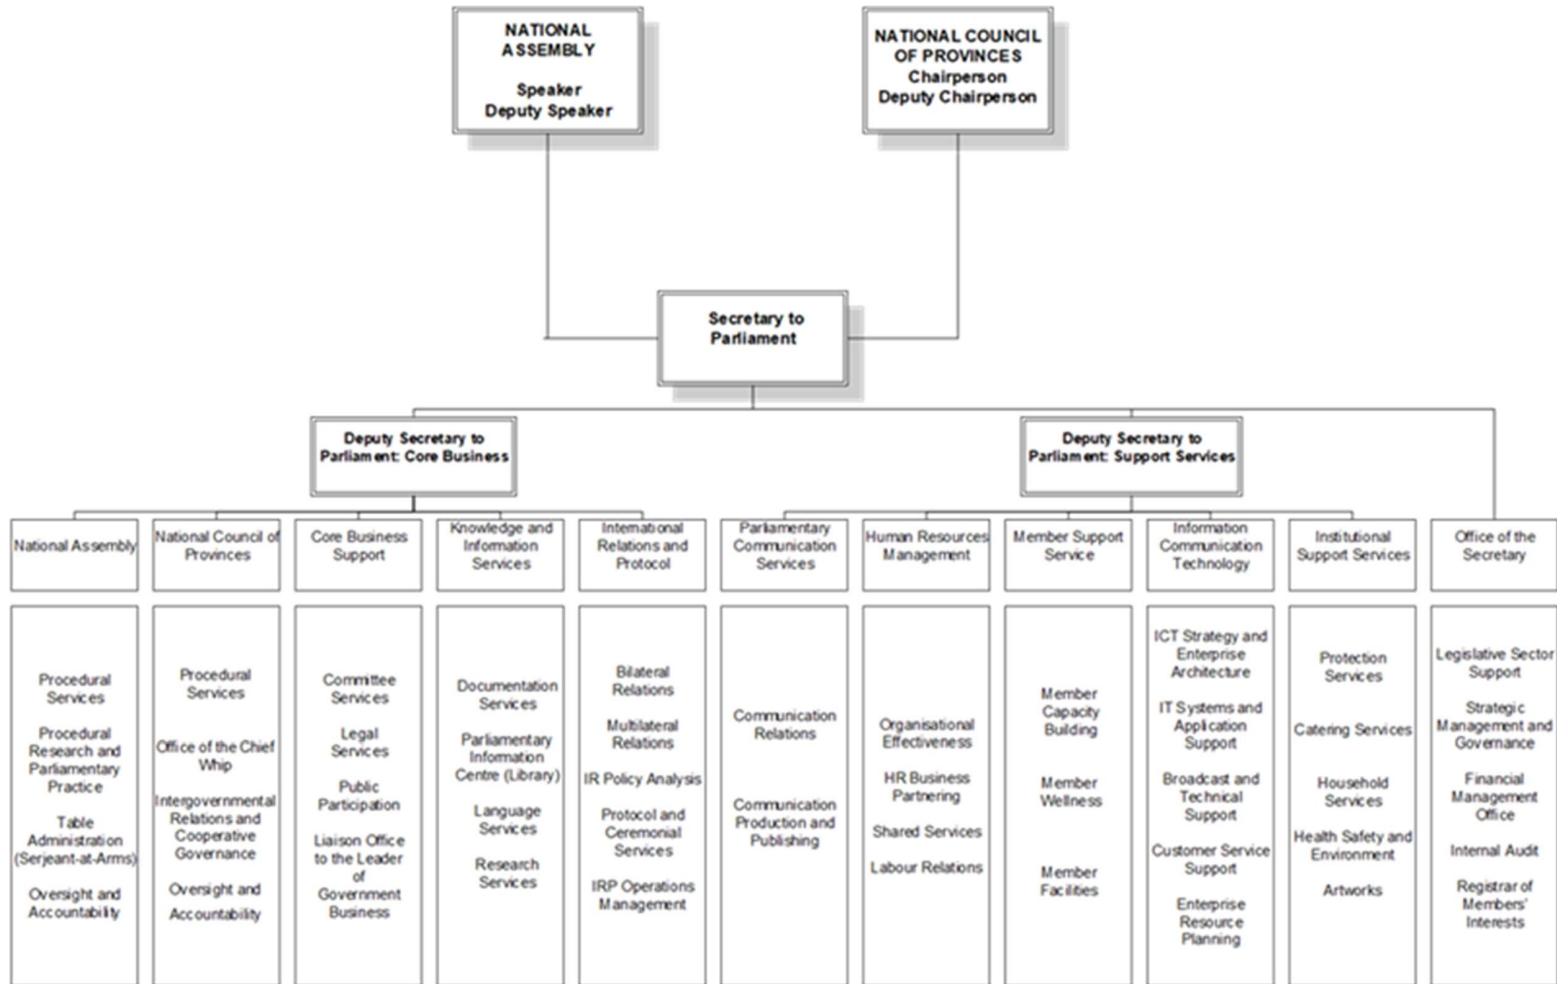 NATIONAL
ASSEMBLY
Speaker
Deputy Speaker
NATIONAL COUNCIL
OF PROVINCES
Chairperson
Deputy Chairperson
Secretary to
Parliament
Deputy Secretary to
Parliament: Core Business
Deputy Secretary to
Parliament: Support Services
National Assembly
National Council of
Provinces
Core Business
Support
Knowledge and
Information
Services
International
Relations and
Protocol
Parliamentary
Communication
Services
Human Resources
Management
Member Support
Service
Information
Communication
Technology
Institutional
Support Services
Office of the
Secretary
Procedural
Services
Procedural
Research and
Parliamentary
Practice
Table
Administration
(Serjeant-at-Arms)
Oversight and
Accountability
Procedural
Services
Office of the Chief
Whip
Intergovernmental
Relations and
Cooperative
Governance
Oversight and
Accountability
Committee
Services
Legal
Services
Public
Participation
Liaison Office
to the Leader
of
Government
Business
Documentation
Services
Parliamentary
Information
Centre (Library)
Language
Services
Research
Services
Bilateral
Relations
Multilateral
Relations
IR Policy Analysis
Protocol and
Ceremonial
Services
IRP Operations
Management
Communication
Relations
Communication
Production and
Publishing
Organisational
Effectiveness
HR Business
Partnering
Shared Services
Labour Relations
Member
Capacity
Building
Member
Wellness
Member
Facilities
ICT Strategy and
Enterprise
Architecture
IT Systems and
Application
Support
Broadcast and
Technical
Support
Customer Service
Support
Enterprise
Resource
Planning
Protection
Services
Catering Services
Household
Services
Health Safety and
Environment
Artworks
Legislative Sector
Support
Strategic
Management and
Governance
Financial
Management
Office
Internal Audit
Registrar of
Members'
Interests